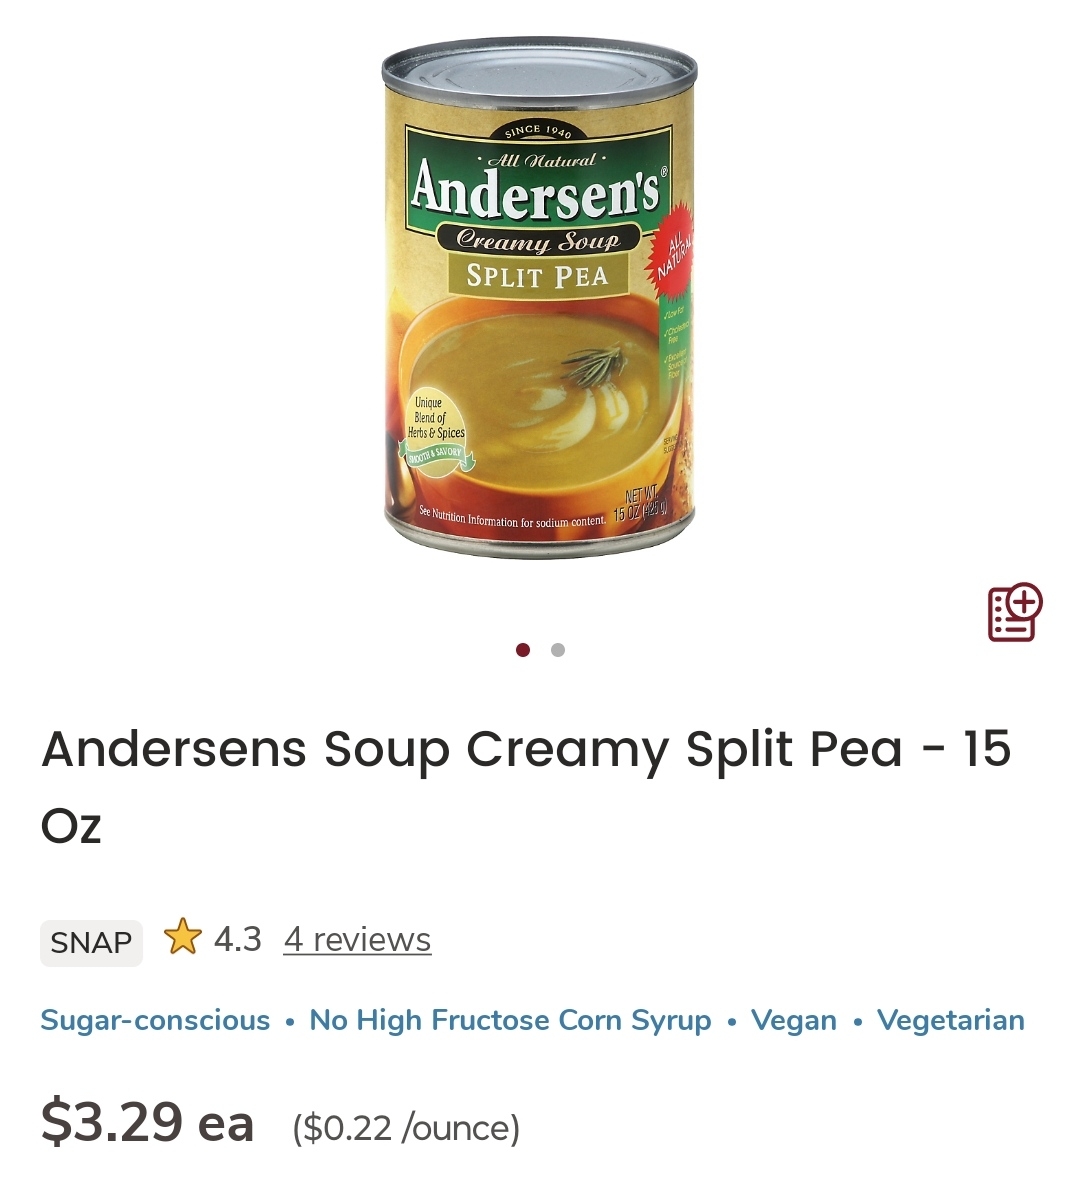 SINCE 1940
• All Natural •
Andersen's®
Creamy Soup
SPLIT PEA
ALL
NATURAL
✓Low Fat
✓Cholesterol
Free
✓Excellent
Source of
Fiber
Unique
Blend of
Herbs & Spices
SMOOTH & SAVORY
See Nutrition Information for sodium content.
NET WT.
15 OZ (425 g)
Andersens Soup Creamy Split Pea - 15
Oz
SNAP
4.3
4 reviews
Sugar-conscious • No High Fructose Corn Syrup • Vegan • Vegetarian
$3.29 ea
($0.22 /ounce)